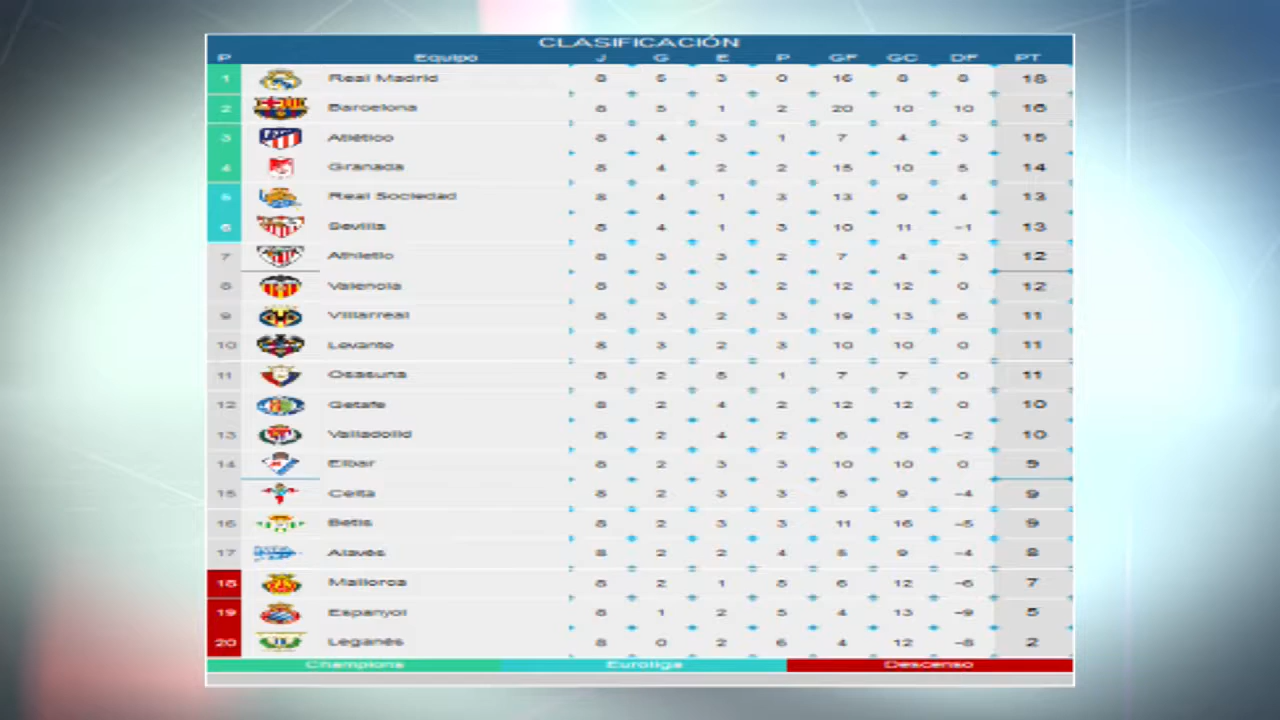 CLASIFICACIÓN
P Equipo J G E P GF GC DF PT
1 Real Madrid 8 5 3 0 16 8 8 18
2 Barcelona 8 5 1 2 20 10 10 16
3 Atlético 8 4 3 1 7 4 3 15
4 Granada 8 4 2 2 15 10 5 14
5 Real Sociedad 8 4 1 3 13 9 4 13
6 Sevilla 8 4 1 3 10 11 -1 13
7 Athletic 8 3 3 2 7 4 3 12
8 Valencia 8 3 3 2 12 12 0 12
9 Villarreal 8 3 2 3 19 13 6 11
10 Levante 8 3 2 3 10 10 0 11
11 Osasuna 8 2 5 1 7 7 0 11
12 Getafe 8 2 4 2 12 12 0 10
13 Valladolid 8 2 4 2 6 8 -2 10
14 Eibar 8 2 3 3 10 10 0 9
15 Celta 8 2 3 3 5 9 -4 9
16 Betis 8 2 3 3 11 16 -5 9
17 Alavés 8 2 2 4 5 9 -4 8
18 Mallorca 8 2 1 5 6 12 -6 7
19 Espanyol 8 1 2 5 4 13 -9 5
20 Leganés 8 0 2 6 4 12 -8 2
Champions Euroliga Descenso